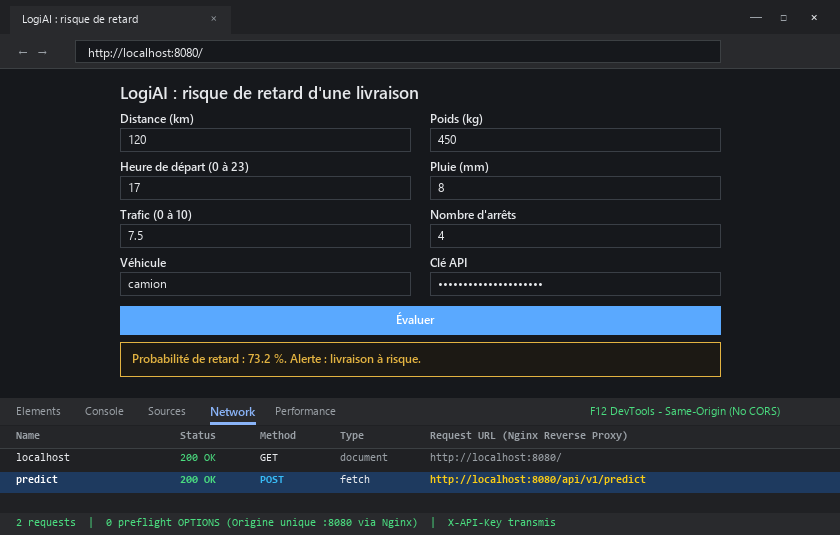 LogiAI : risque de retard ×
— □ ×
← → http://localhost:8080/
LogiAI : risque de retard d'une livraison
Distance (km) Poids (kg)
120 450
Heure de départ (0 à 23) Pluie (mm)
17 8
Trafic (0 à 10) Nombre d'arrêts
7.5 4
Véhicule Clé API
camion •••••••••••••••••••••
Évaluer
Probabilité de retard : 73.2 %. Alerte : livraison à risque.
Elements Console Sources Network Performance F12 DevTools - Same-Origin (No CORS)
Name Status Method Type Request URL (Nginx Reverse Proxy)
localhost 200 OK GET document http://localhost:8080/
predict 200 OK POST fetch http://localhost:8080/api/v1/predict
2 requests | 0 preflight OPTIONS (Origine unique :8080 via Nginx) | X-API-Key transmis